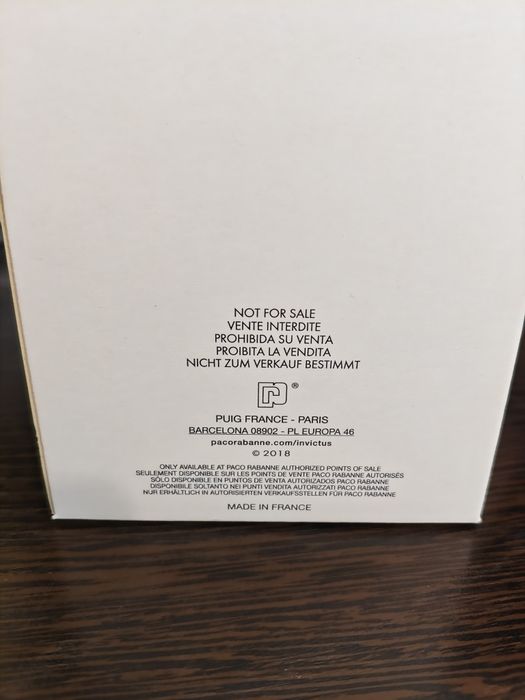 NOT FOR SALE
VENTE INTERDITE
PROHIBIDA SU VENTA
PROIBITA LA VENDITA
NICHT ZUM VERKAUF BESTIMMT
®
PUIG FRANCE - PARIS
BARCELONA 08902 - PL EUROPA 46
pacorabanne.com/invictus
© 2018
ONLY AVAILABLE AT PACO RABANNE AUTHORIZED POINTS OF SALE
SEULEMENT DISPONIBLE SUR LES POINTS DE VENTE PACO RABANNE AUTORISÉS
SÓLO DISPONIBLE EN PUNTOS DE VENTA AUTORIZADOS PACO RABANNE
DISPONIBILE SOLTANTO NEI PUNTI VENDITA AUTORIZZATI PACO RABANNE
NUR ERHÄLTLICH IN AUTORISIERTEN VERKAUFSSTELLEN FÜR PACO RABANNE
MADE IN FRANCE